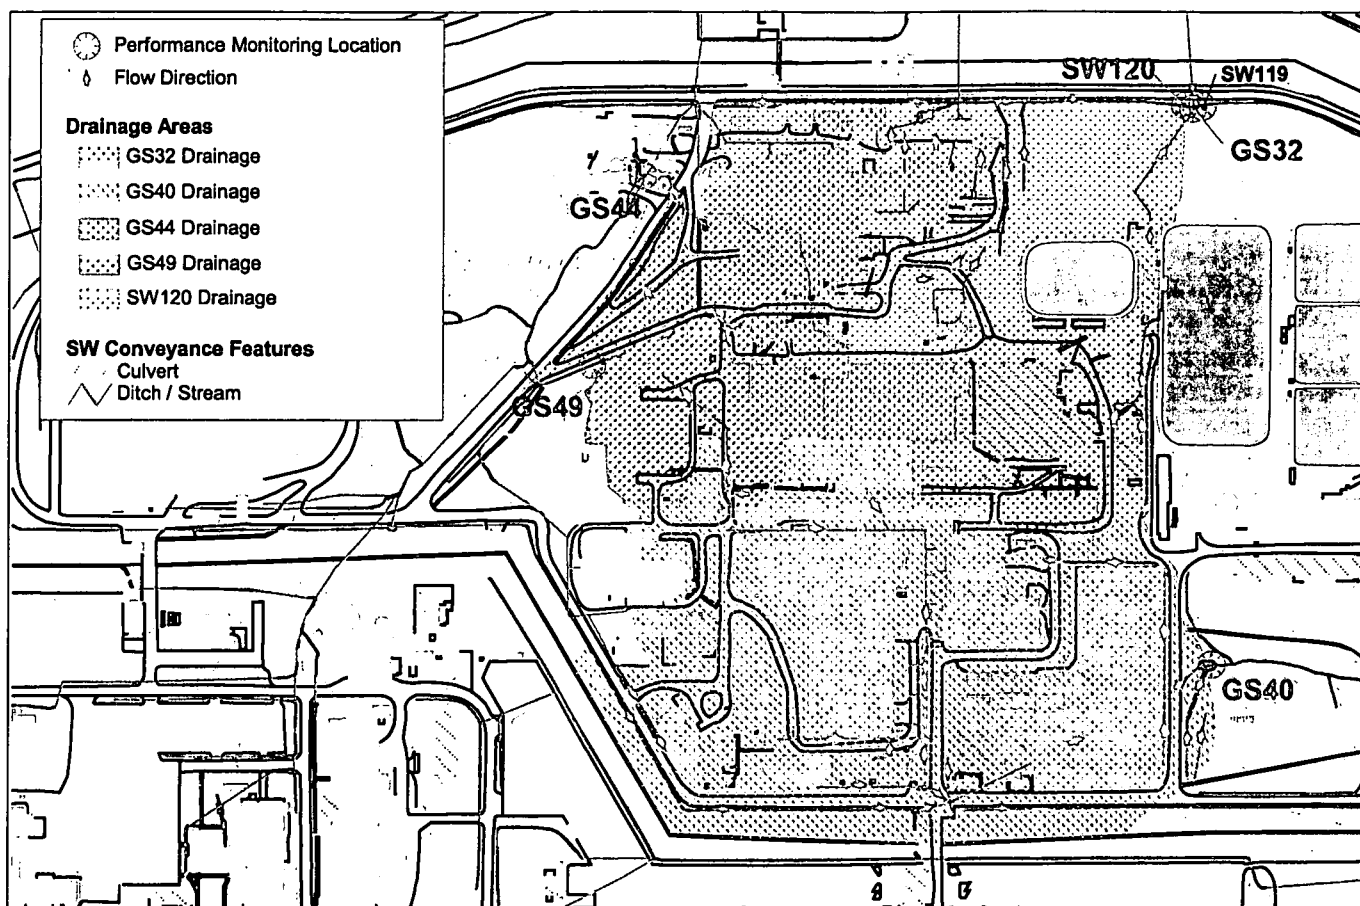 Performance Monitoring Location
Flow Direction
Drainage Areas
GS32 Drainage
GS40 Drainage
GS44 Drainage
GS49 Drainage
SW120 Drainage
SW Conveyance Features
Culvert
Ditch / Stream
SW120
SW119
GS32
GS44
GS49
GS40